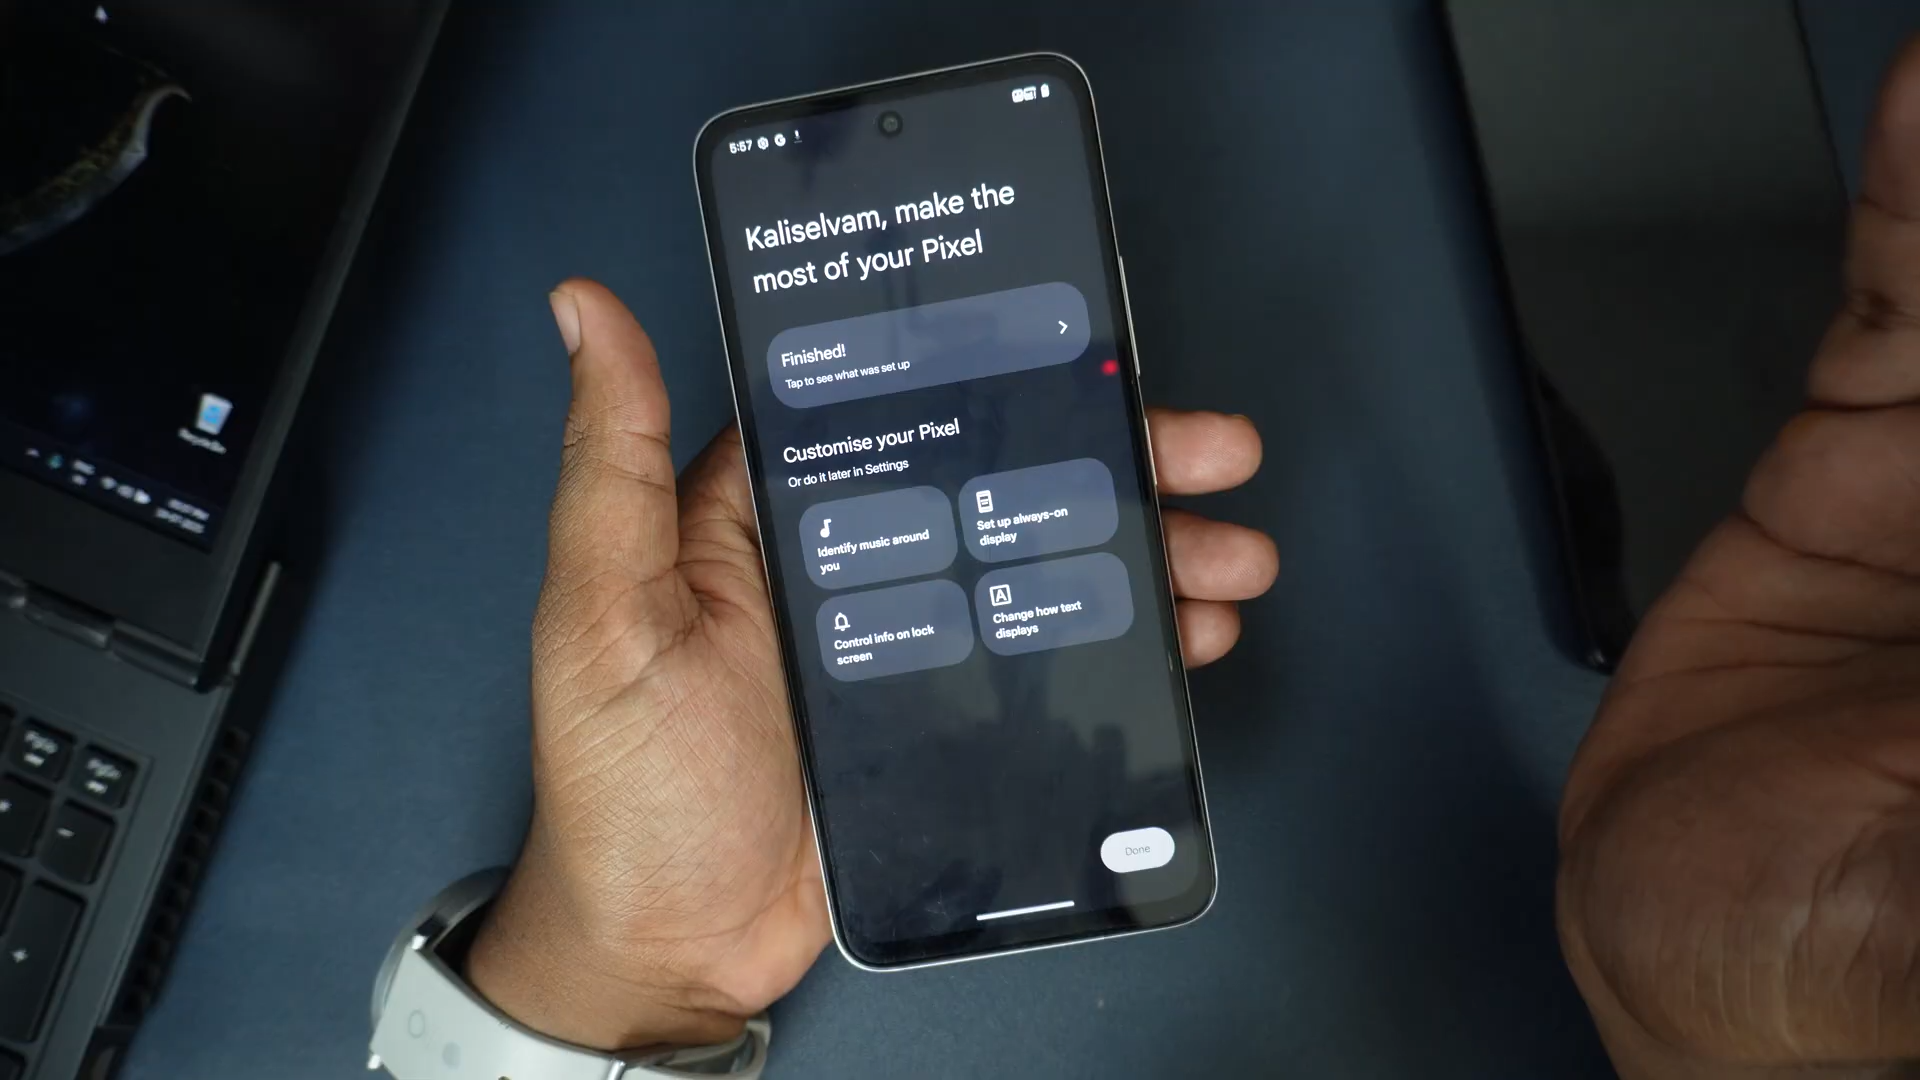 5:57
Kaliselvam, make the
most of your Pixel
Finished!
Tap to see what was set up
Customise your Pixel
Or do it later in Settings
Identify music around
you
Set up always-on
display
Control info on lock
screen
Change how text
displays
Done
Recycle Bin